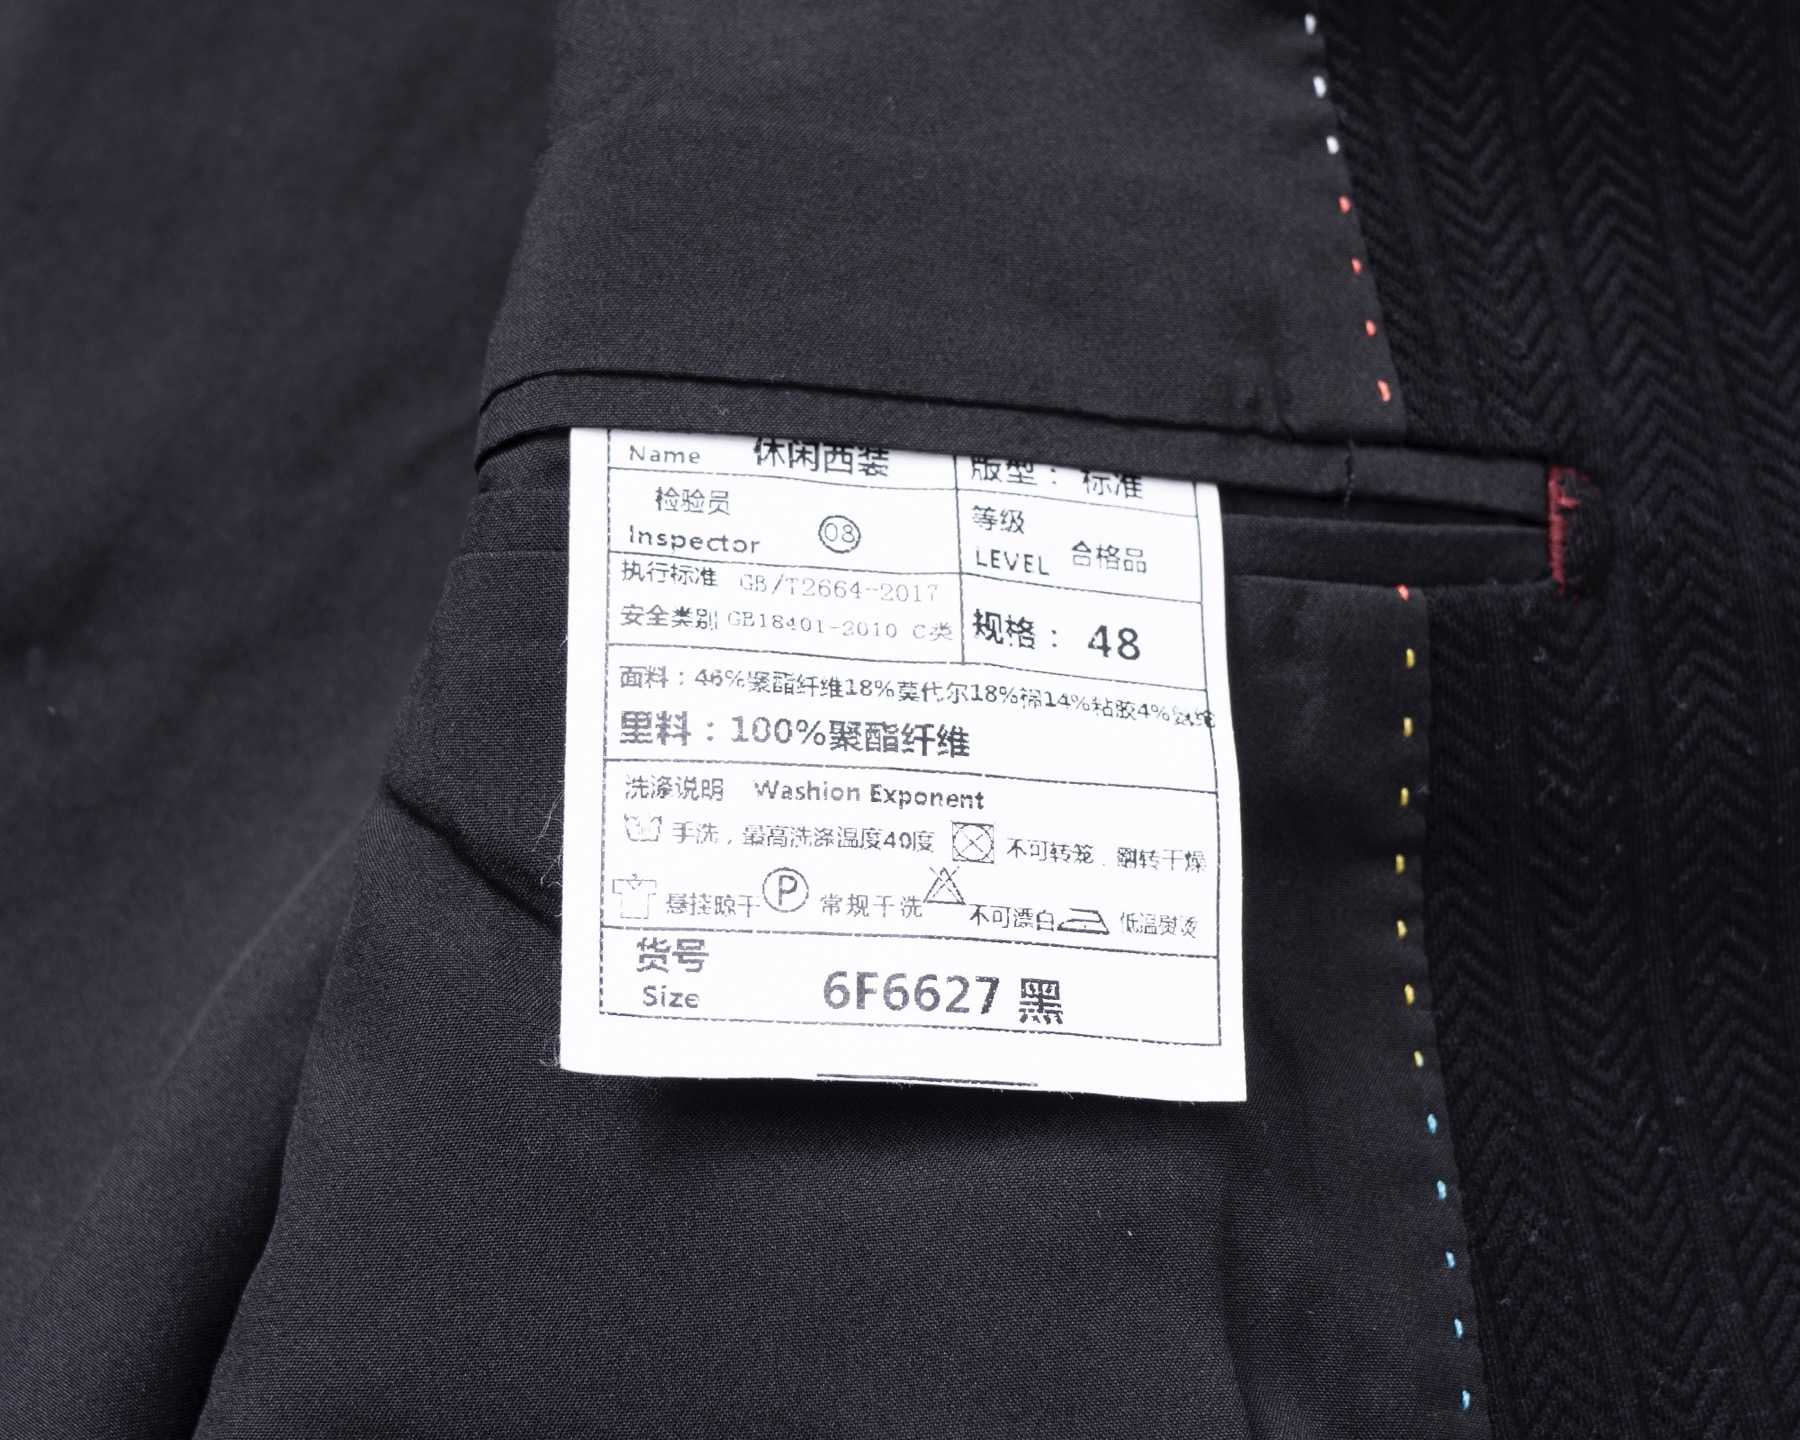 Name 休闲西装 版型：标准
检验员
Inspector 08
等级
LEVEL 合格品
执行标准 GB/T2664-2017
安全类别 GB18401-2010 C类
规格：48
面料：46%聚酯纤维18%莫代尔18%棉14%粘胶4%氨纶
里料：100%聚酯纤维
洗涤说明 Washion Exponent
手洗，最高洗涤温度40度 不可转笼．翻转干燥
悬挂晾干 P 常规干洗 不可漂白 低温熨烫
货号
Size 6F6627 黑